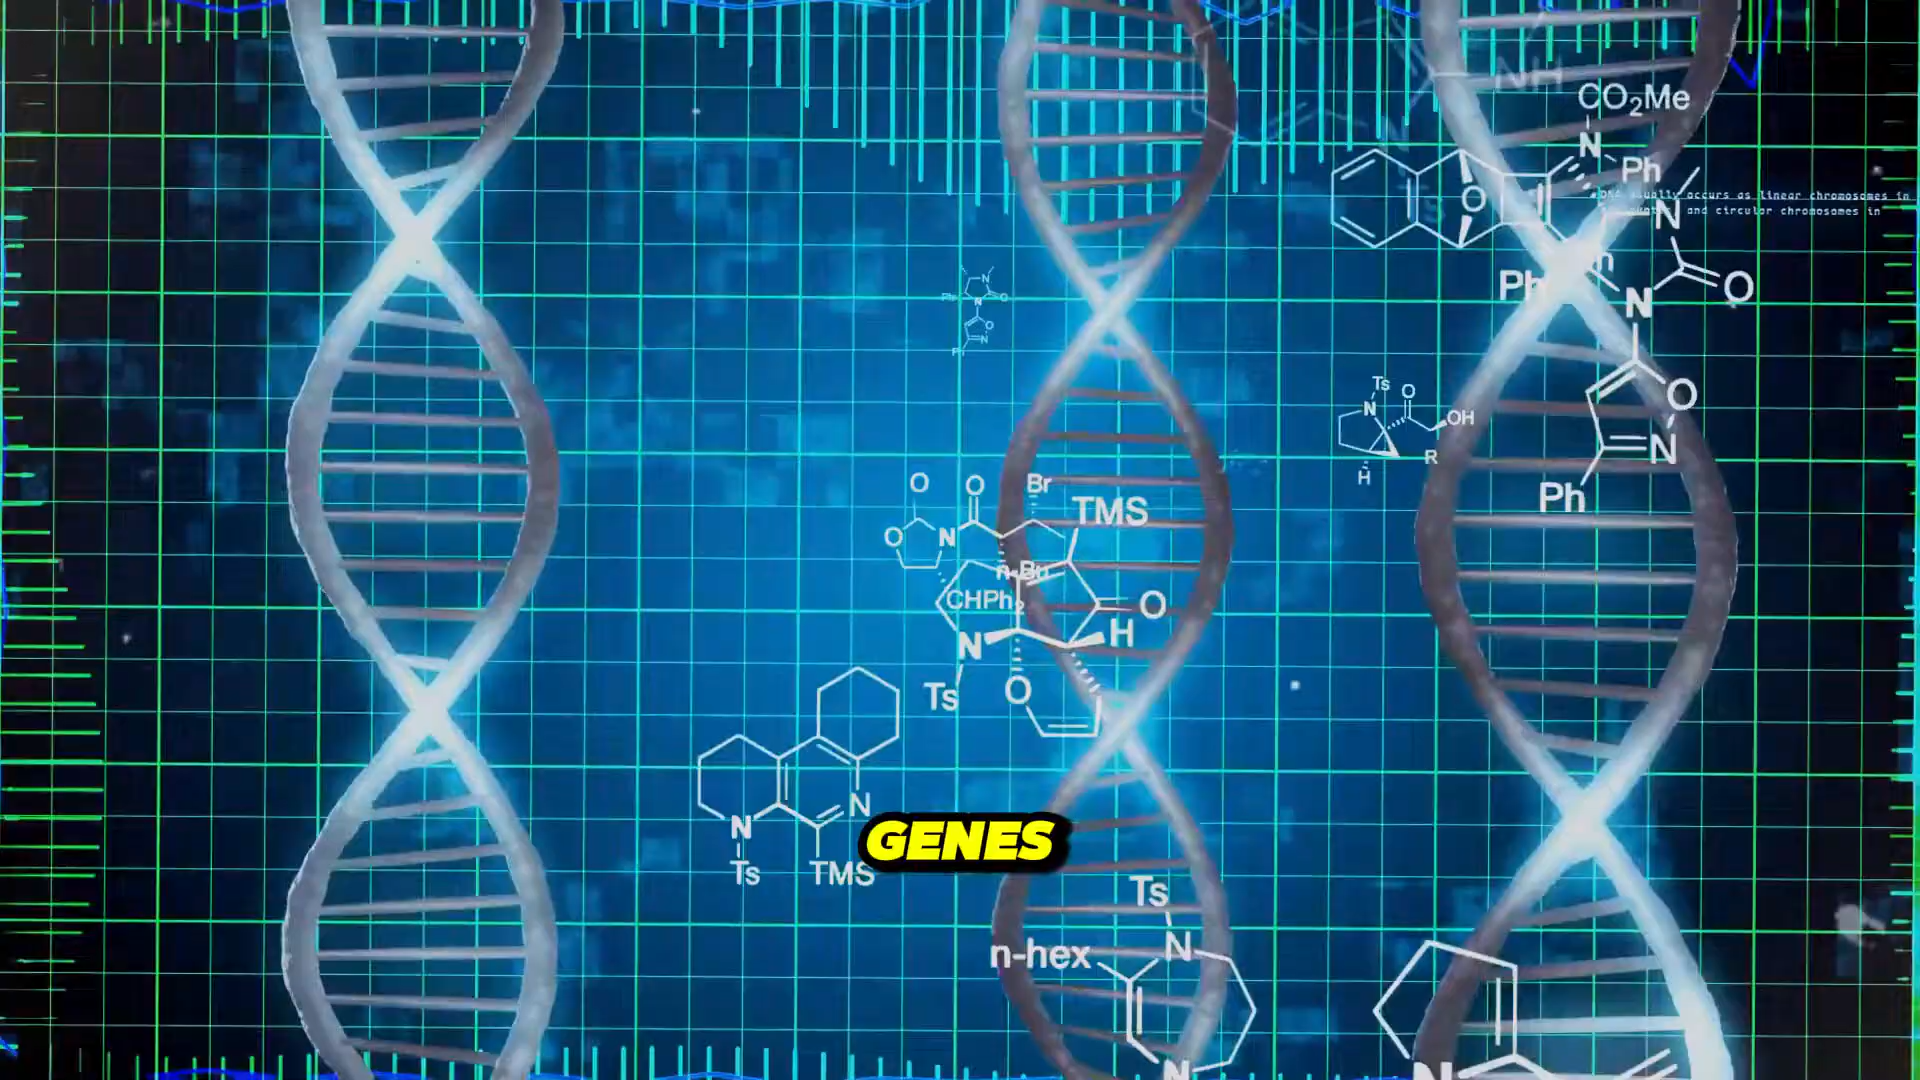 NH
CO₂Me
N
Ph
O
N
DNA usually occurs as linear chromosomes in
and circular chromosomes in
Ph
N
O
O
N
Ph
Ts
N
O
OH
R
H
N
O
N
O
N
O
O
Br
TMS
O
N
n-Bu
CHPh₂
O
N
H
Ts
O
N
N
Ts
TMS
GENES
Ts
n-hex
N
N
N